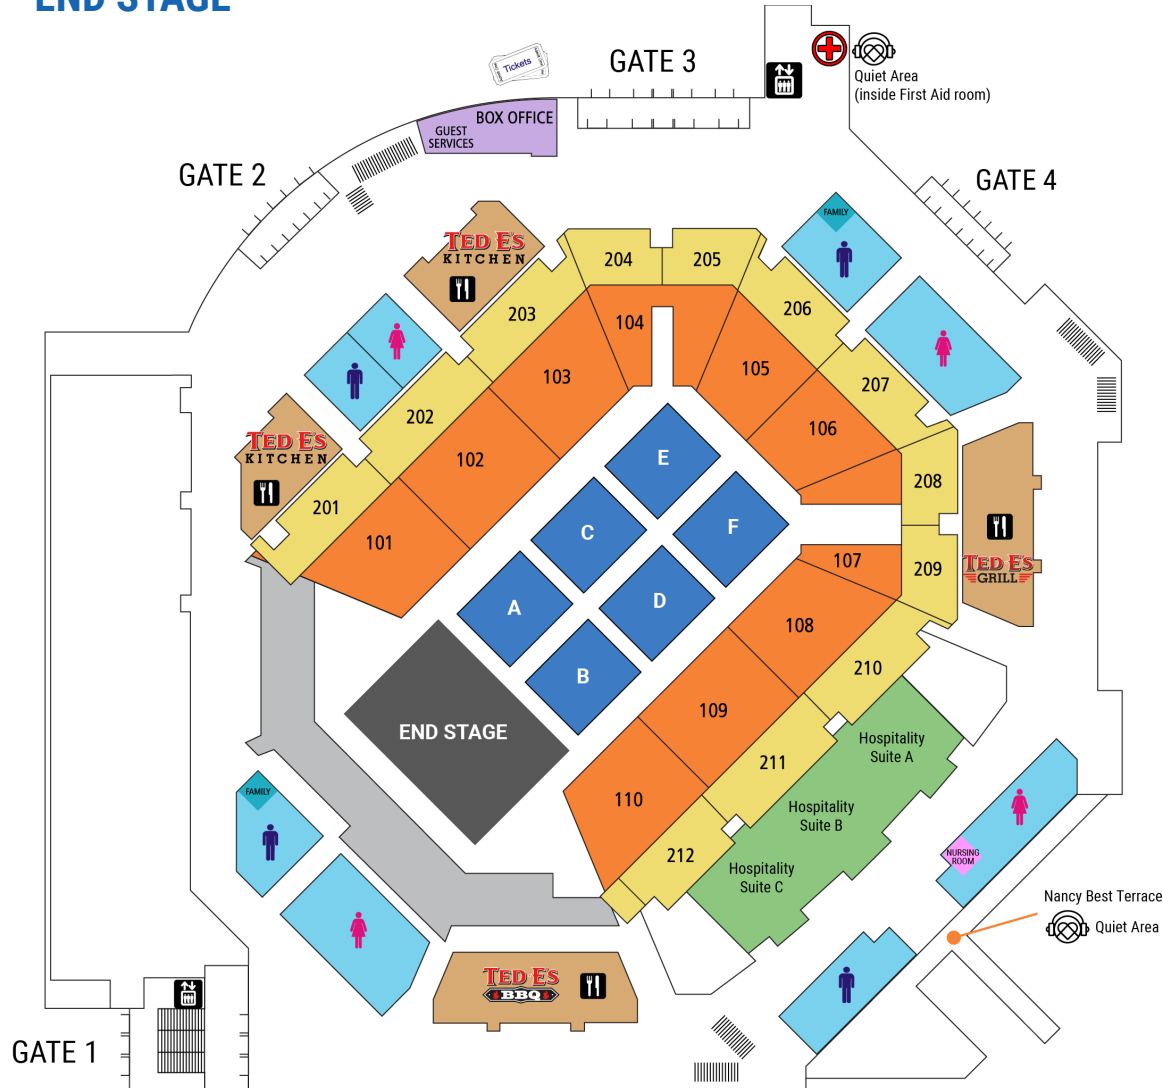 END STAGE
Tickets
GATE 3
Quiet Area
(inside First Aid room)
BOX OFFICE
GUEST
SERVICES
GATE 2
GATE 4
FAMILY
TED E'S
KITCHEN
204
205
203
206
104
202
103
105
207
TED E'S
KITCHEN
201
102
106
208
E
101
C
F
TED E'S
GRILL
107
209
A
D
108
B
210
END STAGE
109
Hospitality
Suite A
211
110
Hospitality
Suite B
FAMILY
212
Hospitality
Suite C
NURSING
ROOM
Nancy Best Terrace
Quiet Area
TED E'S
BBQ
GATE 1